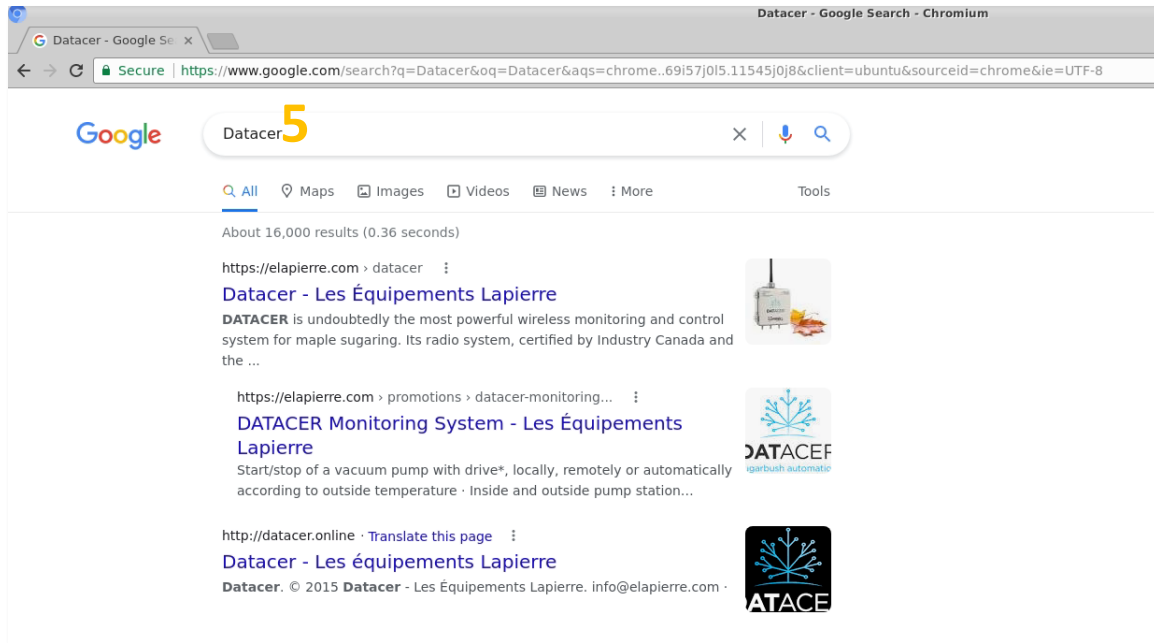 Datacer - Google Search - Chromium
Datacer - Google Se
Secure https://www.google.com/search?q=Datacer&oq=Datacer&aqs=chrome..69i57j0l5.11545j0j8&client=ubuntu&sourceid=chrome&ie=UTF-8
Google Datacer 5
All Maps Images Videos News More Tools
About 16,000 results (0.36 seconds)
https://elapierre.com › datacer
Datacer - Les Équipements Lapierre
DATACER is undoubtedly the most powerful wireless monitoring and control
system for maple sugaring. Its radio system, certified by Industry Canada and
the ...
https://elapierre.com › promotions › datacer-monitoring...
DATACER Monitoring System - Les Équipements
Lapierre
Start/stop of a vacuum pump with drive*, locally, remotely or automatically
according to outside temperature · Inside and outside pump station...
DATACER
ugarbush automatio
http://datacer.online · Translate this page
Datacer - Les équipements Lapierre
Datacer. © 2015 Datacer - Les Équipements Lapierre. info@elapierre.com ·
ATACE